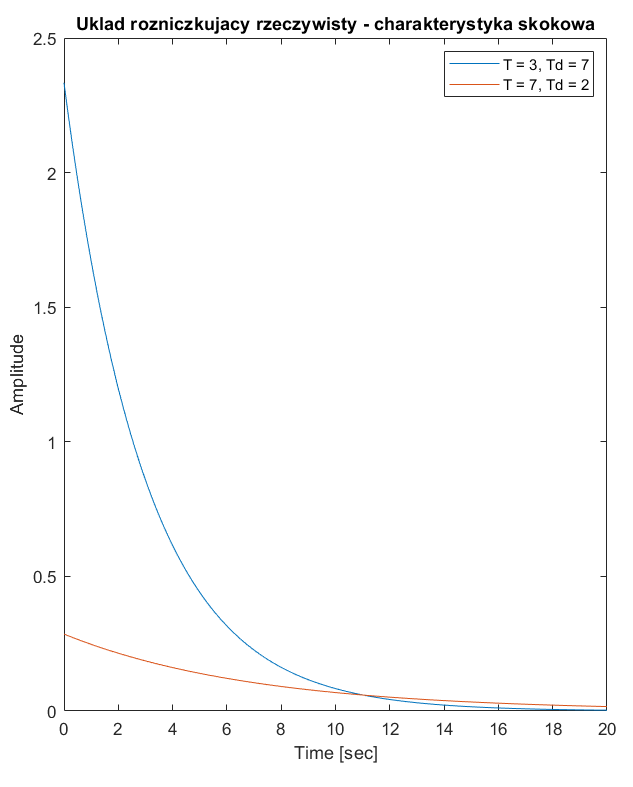 Uklad rozniczkujacy rzeczywisty - charakterystyka skokowa
T = 3, Td = 7
T = 7, Td = 2
2.5
2
1.5
1
0.5
0
Amplitude
0 2 4 6 8 10 12 14 16 18 20
Time [sec]